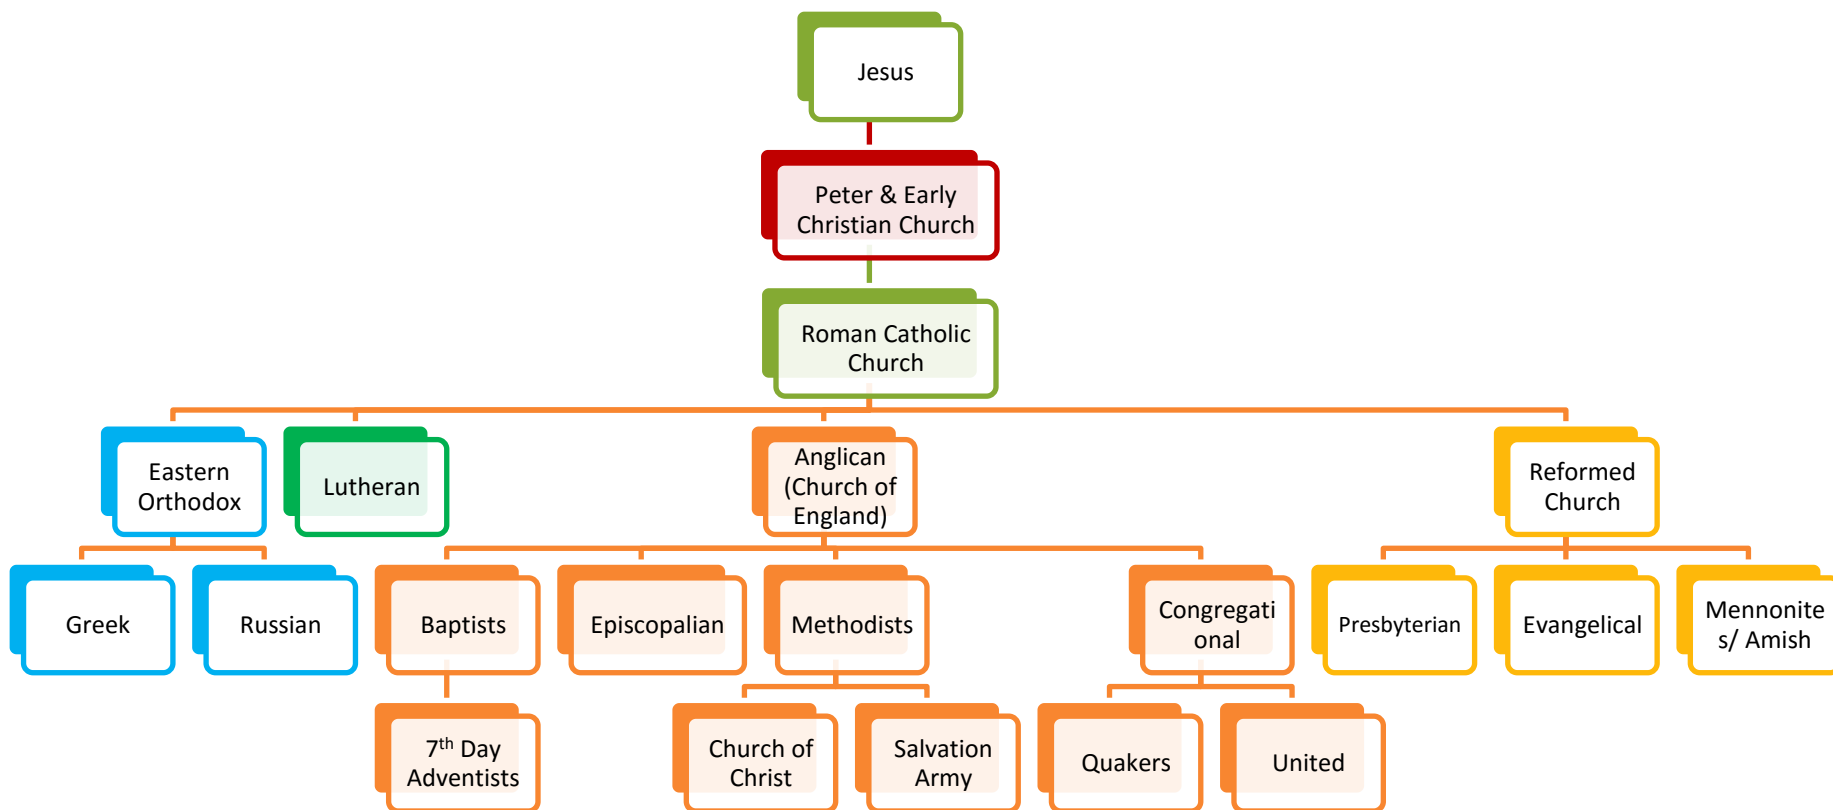 Jesus
Peter & Early
Christian Church
Roman Catholic
Church
Eastern
Orthodox
Lutheran
Anglican
(Church of
England)
Reformed
Church
Greek
Russian
Baptists
Episcopalian
Methodists
Congregati
onal
Presbyterian
Evangelical
Mennonite
s/ Amish
7th Day
Adventists
Church of
Christ
Salvation
Army
Quakers
United